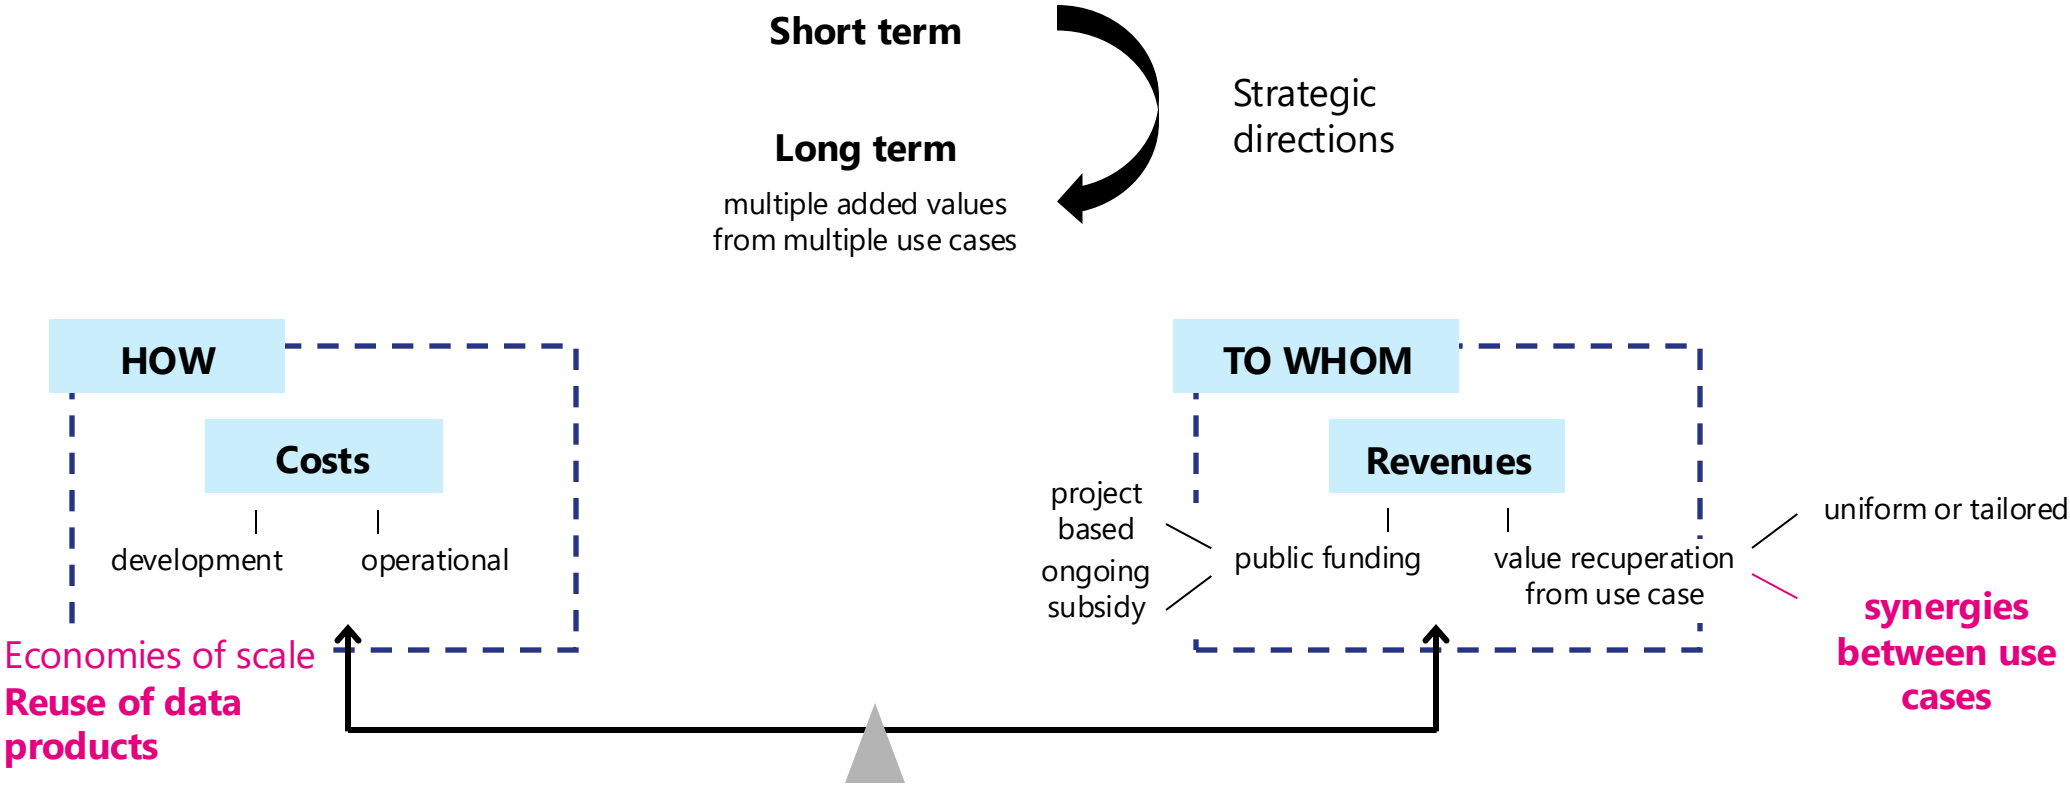 Short term
Strategic
directions
Long term
multiple added values
from multiple use cases
HOW
Costs
development
operational
Economies of scale
Reuse of data
products
TO WHOM
Revenues
project
based
ongoing
subsidy
public funding
value recuperation
from use case
uniform or tailored
synergies
between use
cases